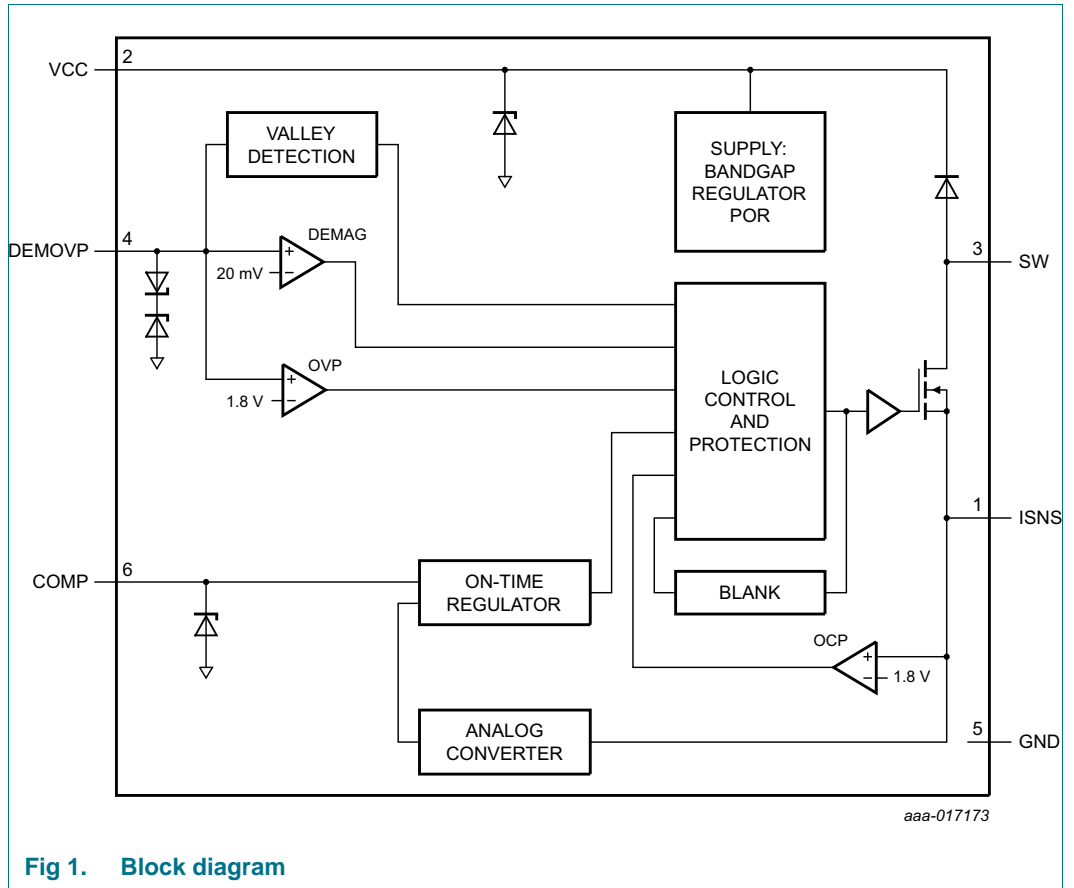 2
VCC
VALLEY
DETECTION
SUPPLY:
BANDGAP
REGULATOR
POR
4
DEMOVP
DEMAG
+
20 mV
−
3
SW
OVP
+
1.8 V
−
LOGIC
CONTROL
AND
PROTECTION
1
ISNS
6
COMP
ON-TIME
REGULATOR
BLANK
OCP
+
−
1.8 V
ANALOG
CONVERTER
5
GND
aaa-017173
Fig 1. Block diagram